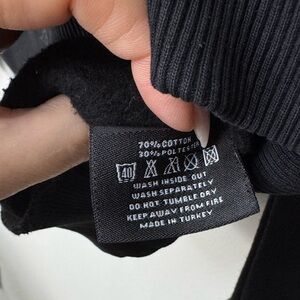 70% COTTON
30% POLYESTER
40
WASH INSIDE OUT
WASH SEPARATELY
DO NOT TUMBLE DRY
KEEP AWAY FROM FIRE
MADE IN TURKEY